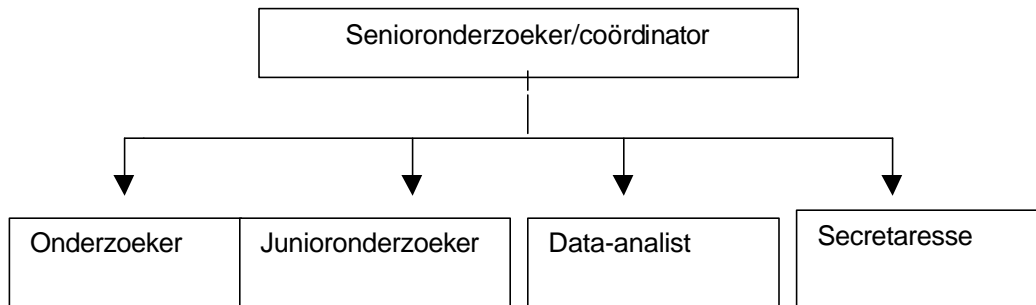 Senioronderzoeker/coördinator
Onderzoeker
Junioronderzoeker
Data-analist
Secretaresse